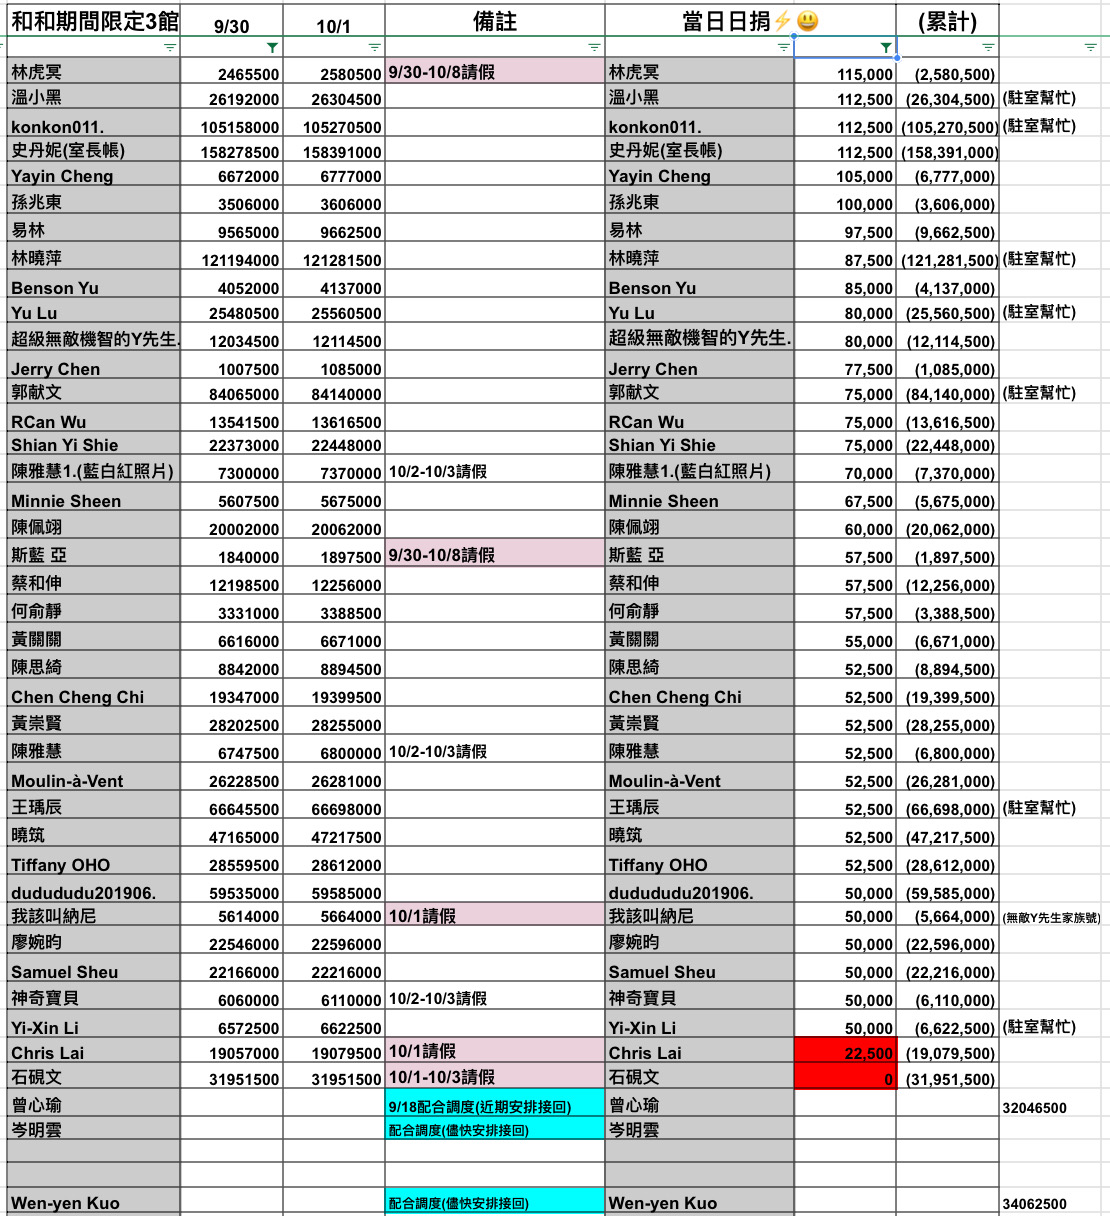 和和期間限定3館 9/30 10/1 備註 當日日捐⚡😃 (累計)
林虎冥 2465500 2580500 9/30-10/8請假 林虎冥 115,000 (2,580,500)
溫小黑 26192000 26304500 溫小黑 112,500 (26,304,500) (駐室幫忙)
konkon011. 105158000 105270500 konkon011. 112,500 (105,270,500) (駐室幫忙)
史丹妮(室長帳) 158278500 158391000 史丹妮(室長帳) 112,500 (158,391,000)
Yayin Cheng 6672000 6777000 Yayin Cheng 105,000 (6,777,000)
孫兆東 3506000 3606000 孫兆東 100,000 (3,606,000)
易林 9565000 9662500 易林 97,500 (9,662,500)
林曉萍 121194000 121281500 林曉萍 87,500 (121,281,500) (駐室幫忙)
Benson Yu 4052000 4137000 Benson Yu 85,000 (4,137,000)
Yu Lu 25480500 25560500 Yu Lu 80,000 (25,560,500) (駐室幫忙)
超級無敵機智的Y先生. 12034500 12114500 超級無敵機智的Y先生. 80,000 (12,114,500)
Jerry Chen 1007500 1085000 Jerry Chen 77,500 (1,085,000)
郭献文 84065000 84140000 郭献文 75,000 (84,140,000) (駐室幫忙)
RCan Wu 13541500 13616500 RCan Wu 75,000 (13,616,500)
Shian Yi Shie 22373000 22448000 Shian Yi Shie 75,000 (22,448,000)
陳雅慧1.(藍白紅照片) 7300000 7370000 10/2-10/3請假 陳雅慧1.(藍白紅照片) 70,000 (7,370,000)
Minnie Sheen 5607500 5675000 Minnie Sheen 67,500 (5,675,000)
陳佩翊 20002000 20062000 陳佩翊 60,000 (20,062,000)
斯藍 亞 1840000 1897500 9/30-10/8請假 斯藍 亞 57,500 (1,897,500)
蔡和伸 12198500 12256000 蔡和伸 57,500 (12,256,000)
何俞靜 3331000 3388500 何俞靜 57,500 (3,388,500)
黃關關 6616000 6671000 黃關關 55,000 (6,671,000)
陳思綺 8842000 8894500 陳思綺 52,500 (8,894,500)
Chen Cheng Chi 19347000 19399500 Chen Cheng Chi 52,500 (19,399,500)
黃崇賢 28202500 28255000 黃崇賢 52,500 (28,255,000)
陳雅慧 6747500 6800000 10/2-10/3請假 陳雅慧 52,500 (6,800,000)
Moulin-à-Vent 26228500 26281000 Moulin-à-Vent 52,500 (26,281,000)
王瑀辰 66645500 66698000 王瑀辰 52,500 (66,698,000) (駐室幫忙)
曉筑 47165000 47217500 曉筑 52,500 (47,217,500)
Tiffany OHO 28559500 28612000 Tiffany OHO 52,500 (28,612,000)
dudududu201906. 59535000 59585000 dudududu201906. 50,000 (59,585,000)
我該叫納尼 5614000 5664000 10/1請假 我該叫納尼 50,000 (5,664,000) (無敵Y先生家族號)
廖婉昀 22546000 22596000 廖婉昀 50,000 (22,596,000)
Samuel Sheu 22166000 22216000 Samuel Sheu 50,000 (22,216,000)
神奇寶貝 6060000 6110000 10/2-10/3請假 神奇寶貝 50,000 (6,110,000)
Yi-Xin Li 6572500 6622500 Yi-Xin Li 50,000 (6,622,500) (駐室幫忙)
Chris Lai 19057000 19079500 10/1請假 Chris Lai 22,500 (19,079,500)
石硯文 31951500 31951500 10/1-10/3請假 石硯文 0 (31,951,500)
曾心瑜 9/18配合調度(近期安排接回) 曾心瑜 32046500
岑明雲 配合調度(儘快安排接回) 岑明雲
Wen-yen Kuo 配合調度(儘快安排接回) Wen-yen Kuo 34062500